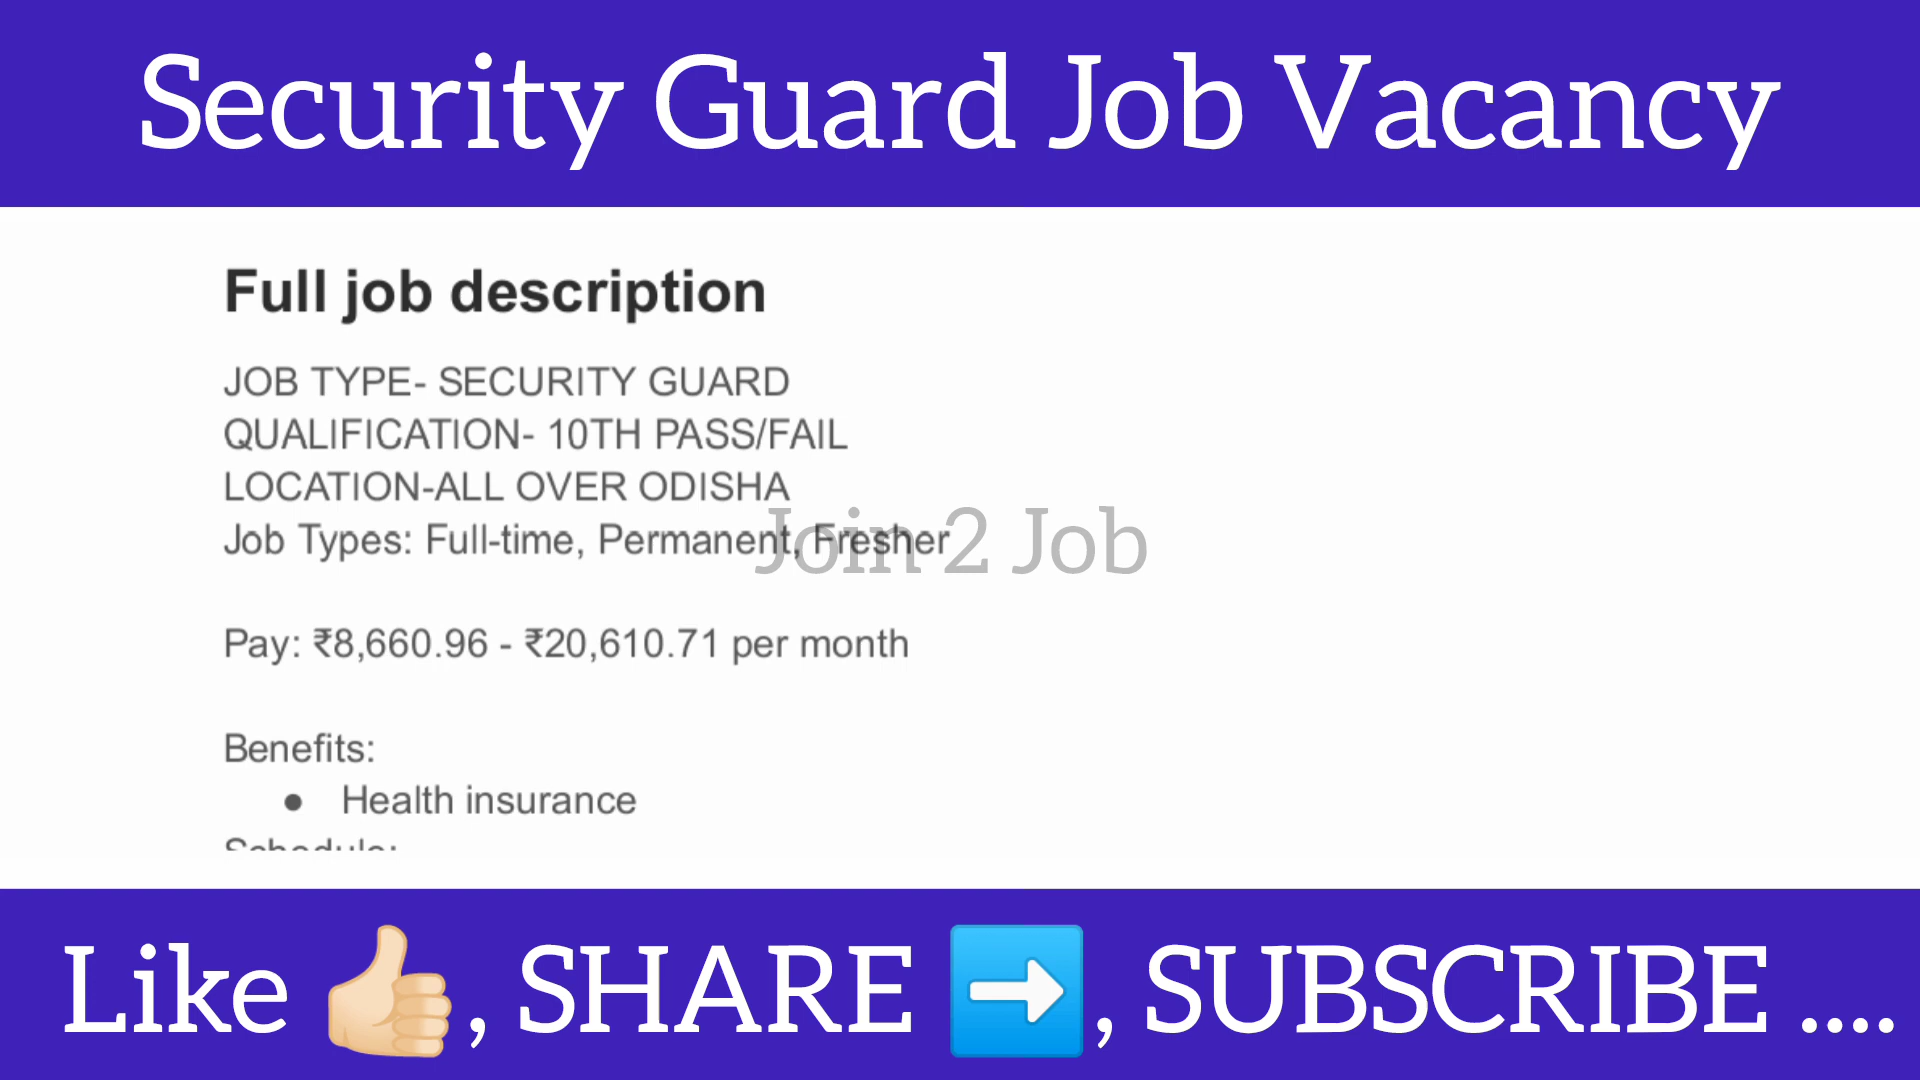 Security Guard Job Vacancy
Full job description
JOB TYPE- SECURITY GUARD
QUALIFICATION- 10TH PASS/FAIL
LOCATION-ALL OVER ODISHA
Job Types: Full-time, Permanent, Fresher
Join 2 Job
Pay: ₹8,660.96 - ₹20,610.71 per month
Benefits:
● Health insurance
Schedule:
Like 👍🏻, SHARE ➡️, SUBSCRIBE ....